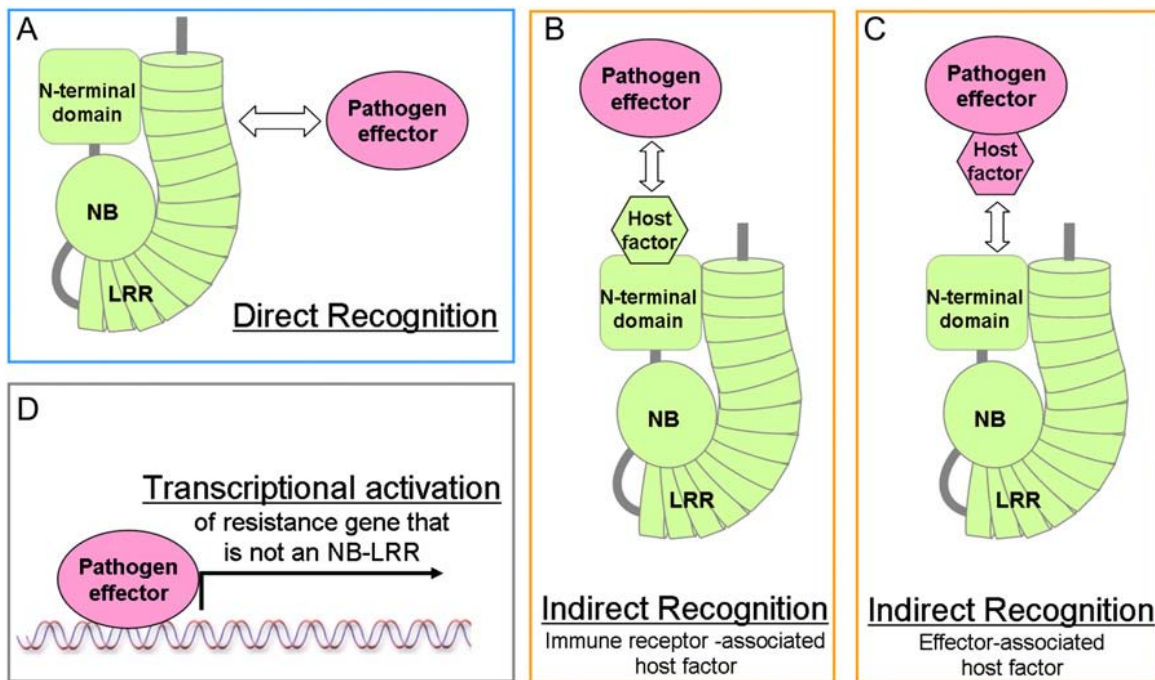 A
N-terminal
domain
NB
LRR
Pathogen
effector
Direct Recognition
B
Pathogen
effector
Host
factor
N-terminal
domain
NB
LRR
Indirect Recognition
Immune receptor -associated
host factor
C
Pathogen
effector
Host
factor
N-terminal
domain
NB
LRR
Indirect Recognition
Effector-associated
host factor
D
Transcriptional activation
of resistance gene that
is not an NB-LRR
Pathogen
effector